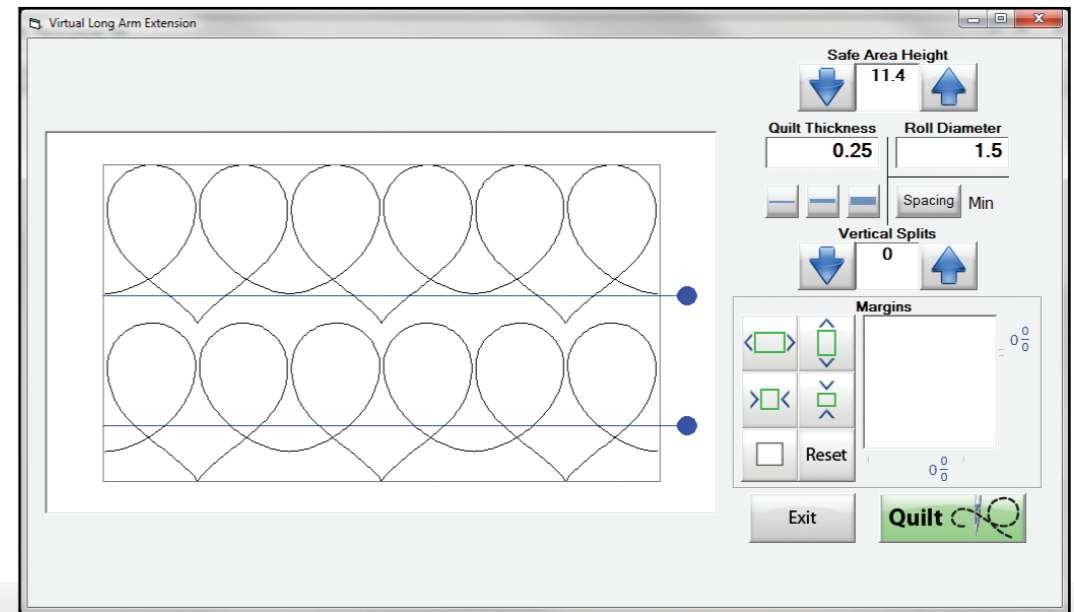 Virtual Long Arm Extension
Safe Area Height
11.4
Quilt Thickness
Roll Diameter
0.25
1.5
Spacing
Min
Vertical Splits
0
Margins
0 0/0
Reset
0 0/0
Exit
Quilt